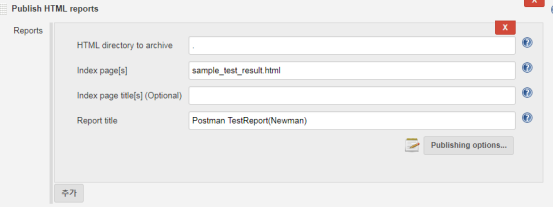 Publish HTML reports
X
Reports
X
HTML directory to archive
.
Index page[s]
sample_test_result.html
Index page title[s] (Optional)
Report title
Postman TestReport(Newman)
Publishing options...
추가